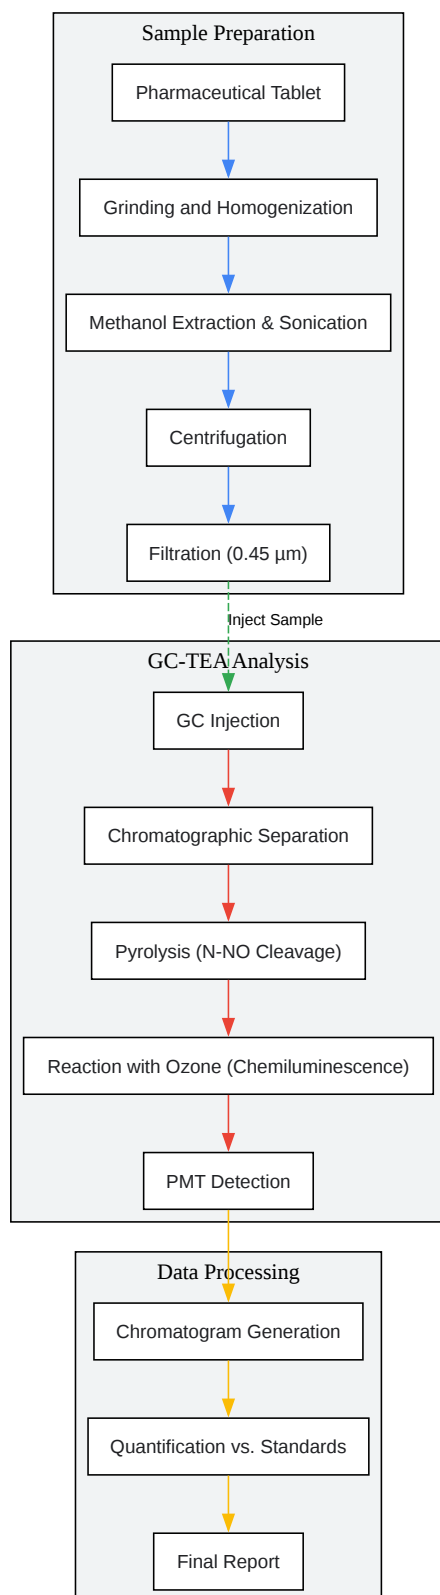 Sample Preparation
Pharmaceutical Tablet
Grinding and Homogenization
Methanol Extraction & Sonication
Centrifugation
Filtration (0.45 µm)
Inject Sample
GC-TEA Analysis
GC Injection
Chromatographic Separation
Pyrolysis (N-NO Cleavage)
Reaction with Ozone (Chemiluminescence)
PMT Detection
Data Processing
Chromatogram Generation
Quantification vs. Standards
Final Report